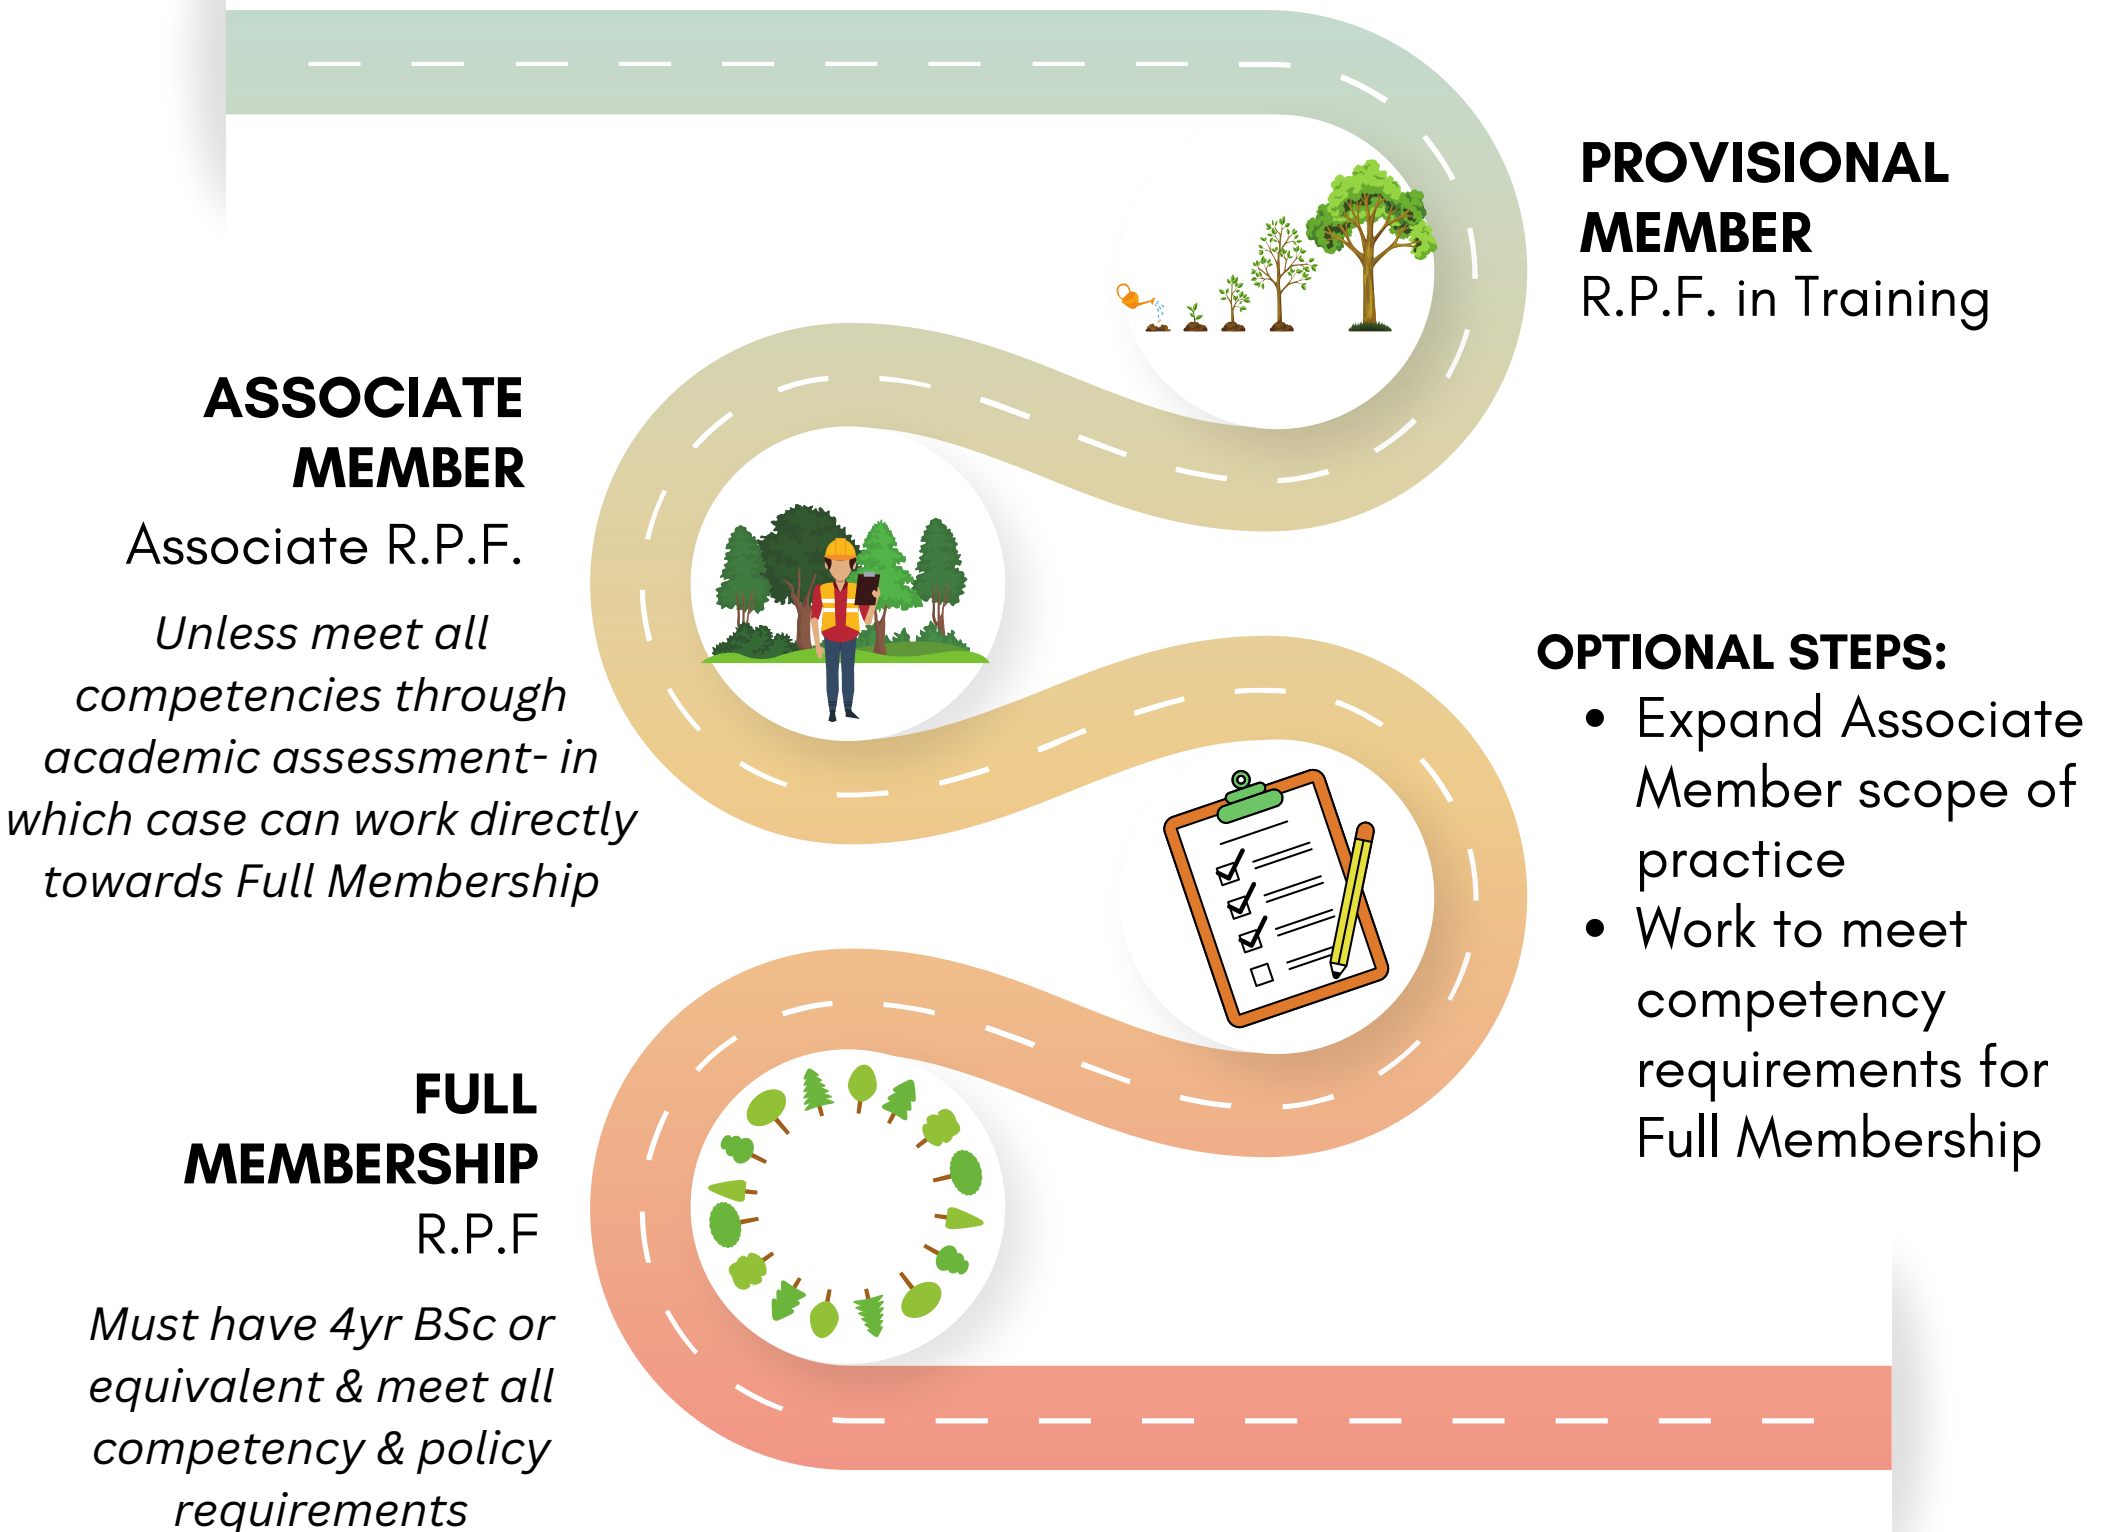 PROVISIONAL
MEMBER
R.P.F. in Training
ASSOCIATE
MEMBER
Associate R.P.F.
Unless meet all
competencies through
academic assessment- in
which case can work directly
towards Full Membership
OPTIONAL STEPS:
• Expand Associate
Member scope of
practice
• Work to meet
competency
requirements for
Full Membership
FULL
MEMBERSHIP
R.P.F
Must have 4yr BSc or
equivalent & meet all
competency & policy
requirements